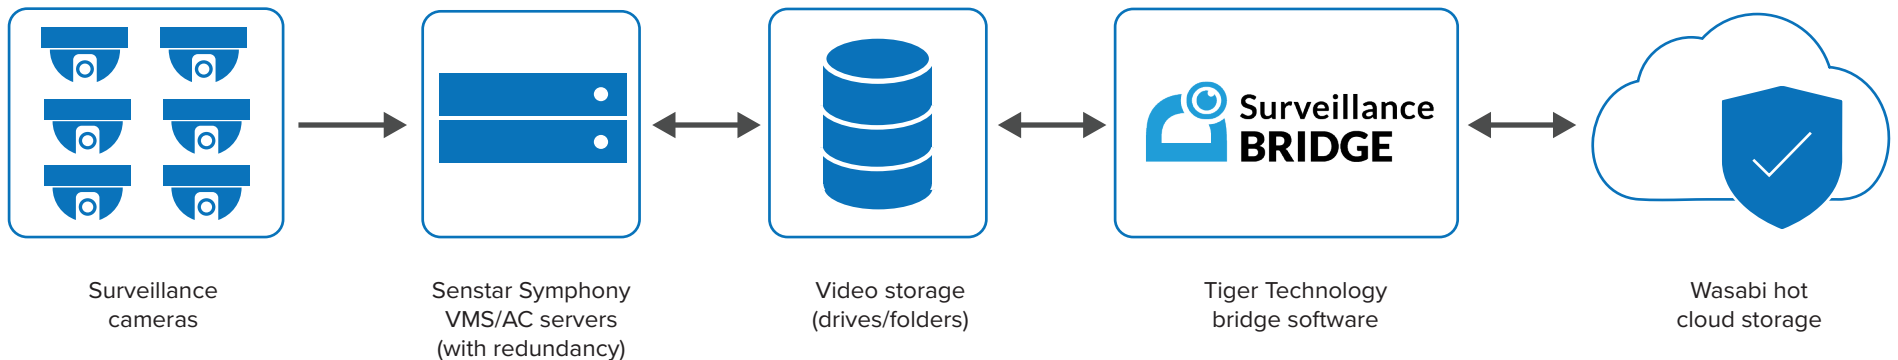 Surveillance
BRIDGE
Surveillance
cameras
Senstar Symphony
VMS/AC servers
(with redundancy)
Video storage
(drives/folders)
Tiger Technology
bridge software
Wasabi hot
cloud storage